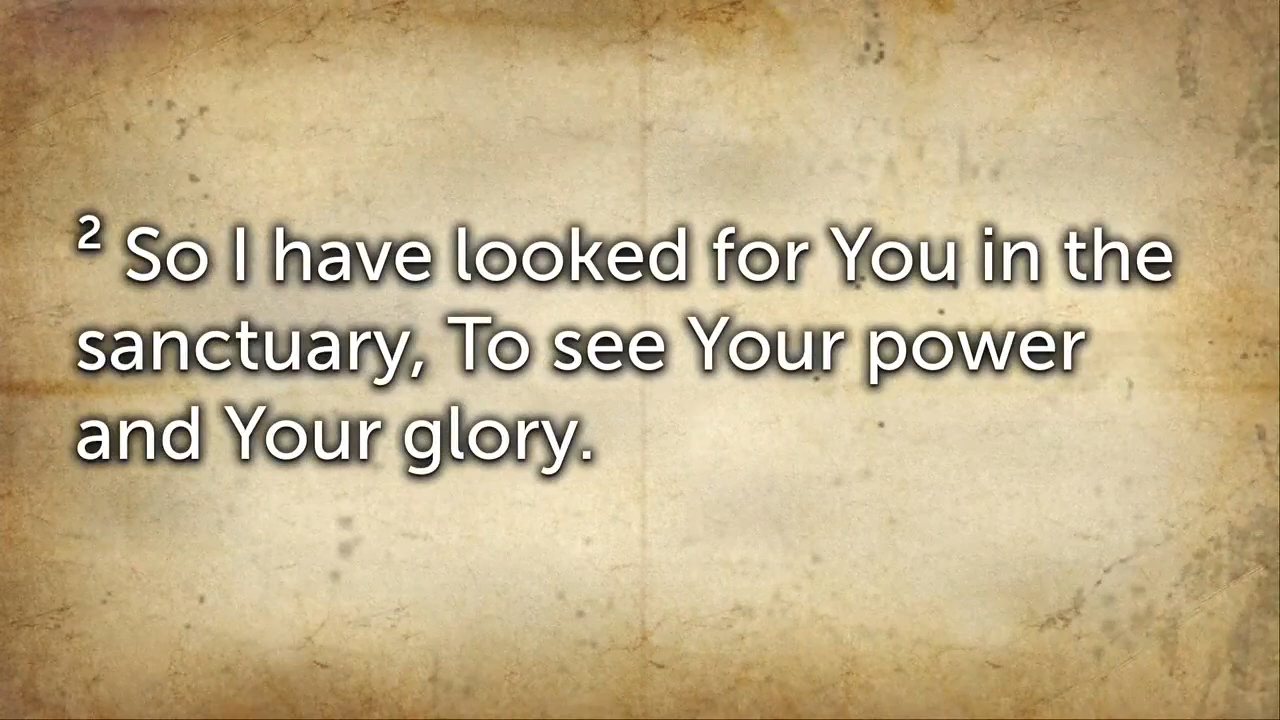 ² So I have looked for You in the
sanctuary, To see Your power
and Your glory.